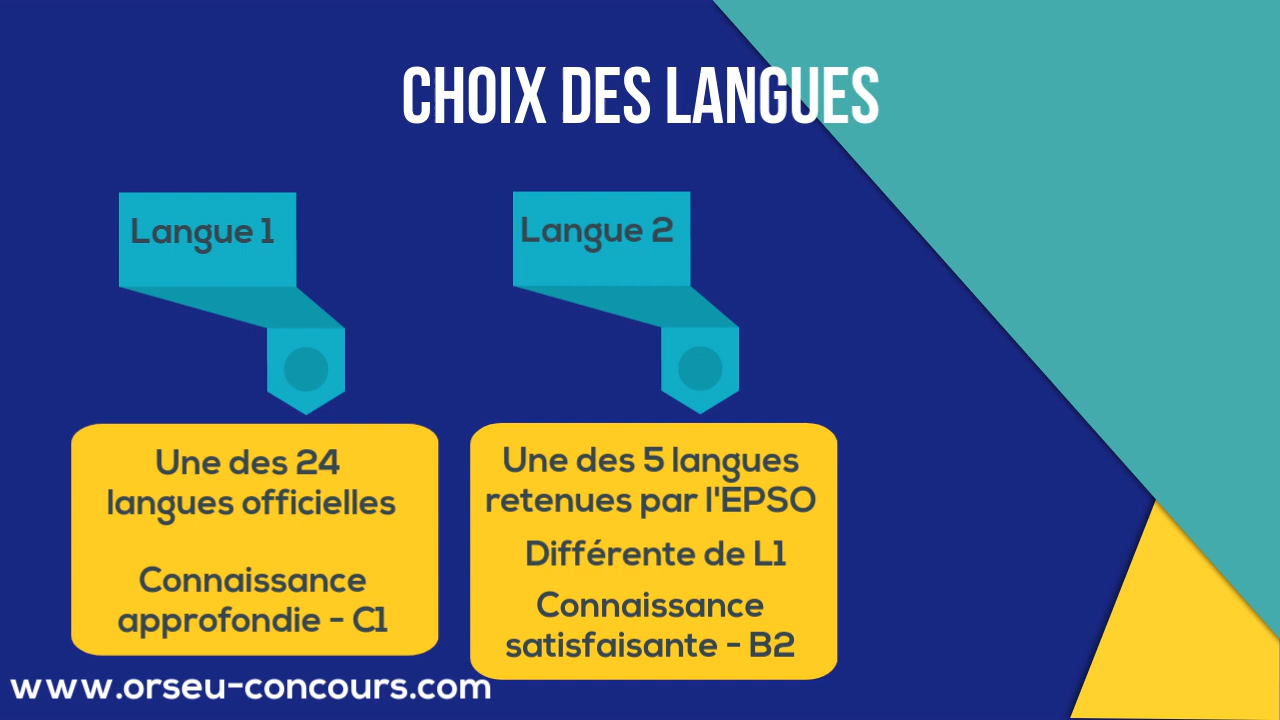 CHOIX DES LANGUES
Langue 1
Une des 24
langues officielles
Connaissance
approfondie - C1
Langue 2
Une des 5 langues
retenues par l'EPSO
Différente de L1
Connaissance
satisfaisante - B2
www.orseu-concours.com